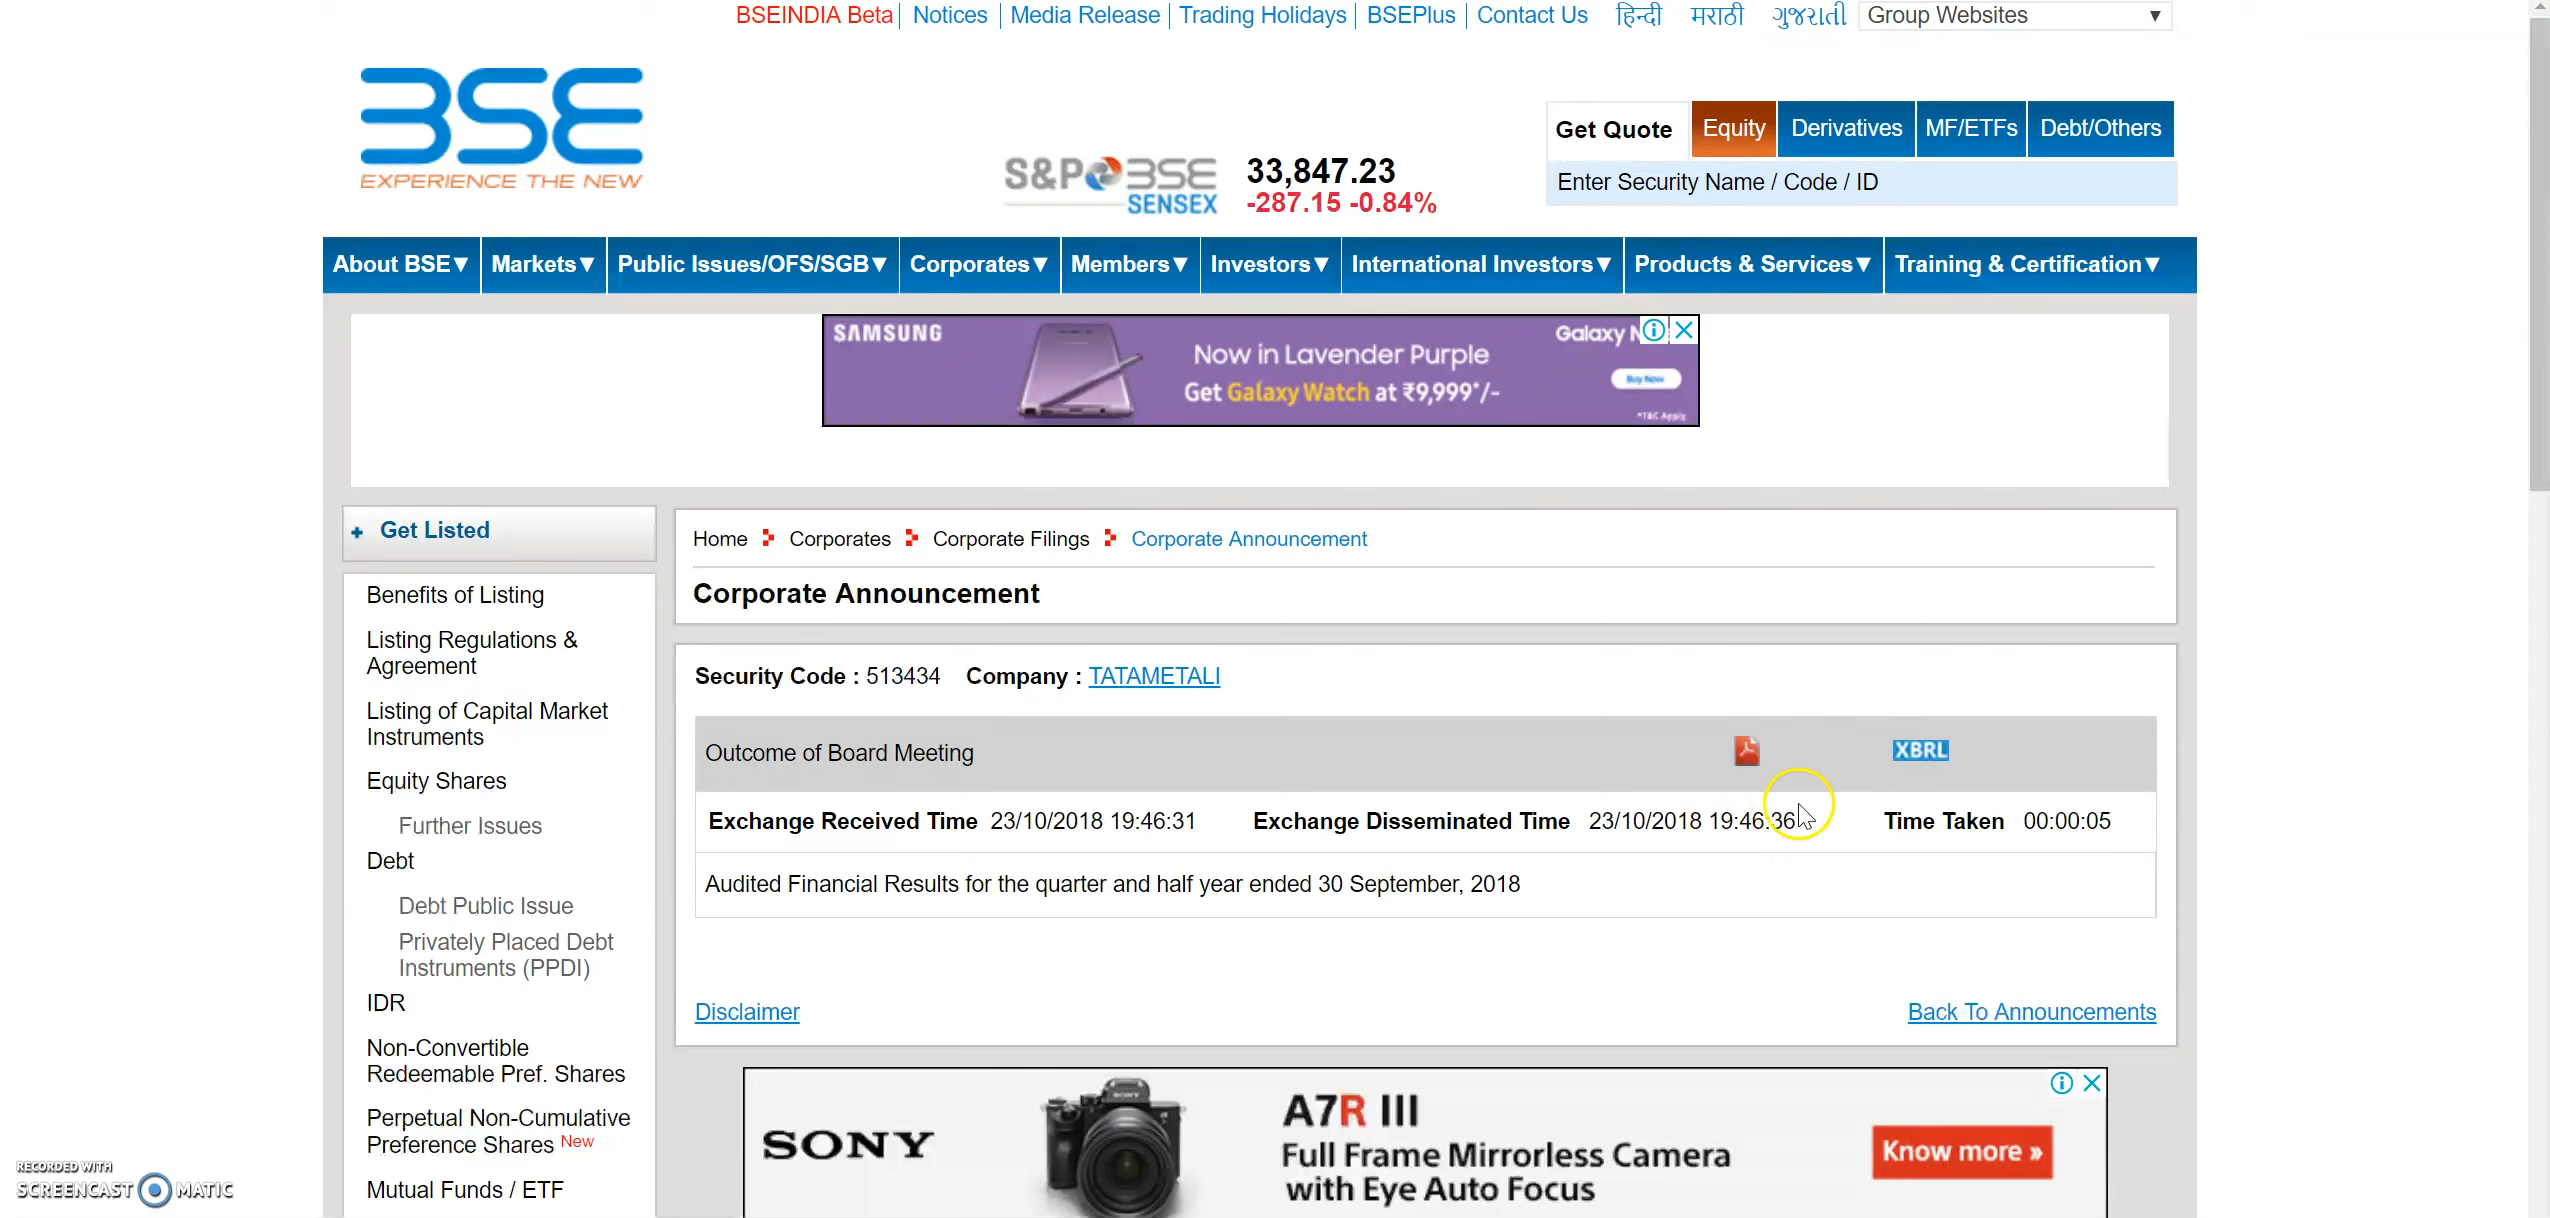 BSEINDIA Beta Notices Media Release Trading Holidays BSEPlus Contact Us हिन्दी मराठी ગુજરાતી Group Websites
BSE
EXPERIENCE THE NEW
Get Quote Equity Derivatives MF/ETFs Debt/Others
S&P BSE SENSEX
33,847.23
-287.15 -0.84%
Enter Security Name / Code / ID
About BSE▼ Markets▼ Public Issues/OFS/SGB▼ Corporates▼ Members▼ Investors▼ International Investors▼ Products & Services▼ Training & Certification▼
SAMSUNG
Now in Lavender Purple
Get Galaxy Watch at ₹9,999*/-
Galaxy
Buy Now
*T&C Apply
+ Get Listed
Benefits of Listing
Listing Regulations &
Agreement
Listing of Capital Market
Instruments
Equity Shares
Further Issues
Debt
Debt Public Issue
Privately Placed Debt
Instruments (PPDI)
IDR
Non-Convertible
Redeemable Pref. Shares
Perpetual Non-Cumulative
Preference Shares New
Mutual Funds / ETF
Home Corporates Corporate Filings Corporate Announcement
Corporate Announcement
Security Code : 513434 Company : TATAMETALI
Outcome of Board Meeting XBRL
Exchange Received Time 23/10/2018 19:46:31 Exchange Disseminated Time 23/10/2018 19:46:36 Time Taken 00:00:05
Audited Financial Results for the quarter and half year ended 30 September, 2018
Disclaimer Back To Announcements
SONY
SONY
A7R III
Full Frame Mirrorless Camera
with Eye Auto Focus
Know more »
RECORDED WITH
SCREENCAST MATIC